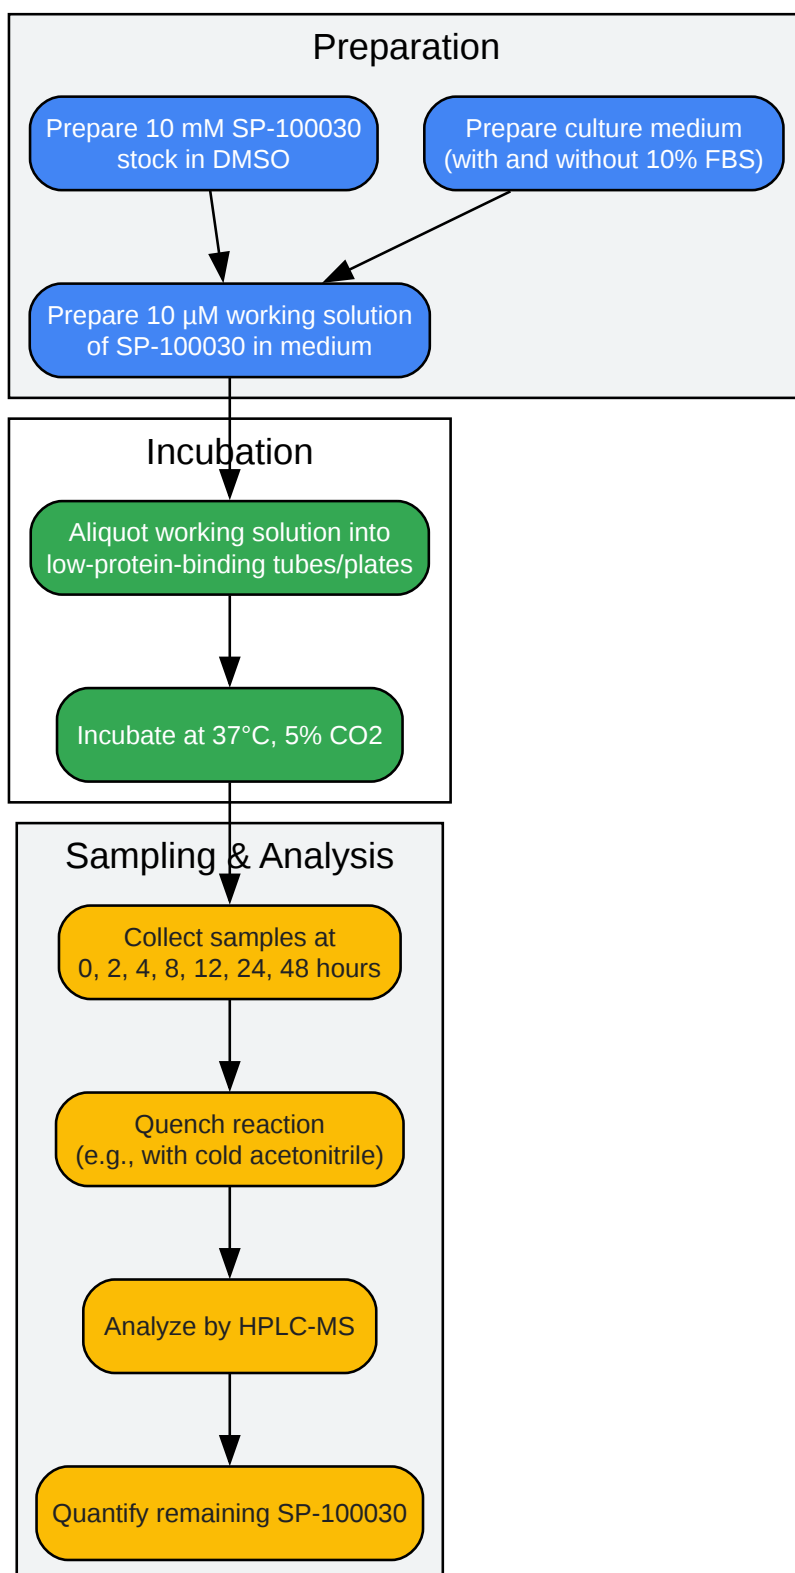 Preparation
Prepare 10 mM SP-100030
stock in DMSO
Prepare culture medium
(with and without 10% FBS)
Prepare 10 µM working solution
of SP-100030 in medium
Incubation
Aliquot working solution into
low-protein-binding tubes/plates
Incubate at 37°C, 5% CO2
Sampling & Analysis
Collect samples at
0, 2, 4, 8, 12, 24, 48 hours
Quench reaction
(e.g., with cold acetonitrile)
Analyze by HPLC-MS
Quantify remaining SP-100030